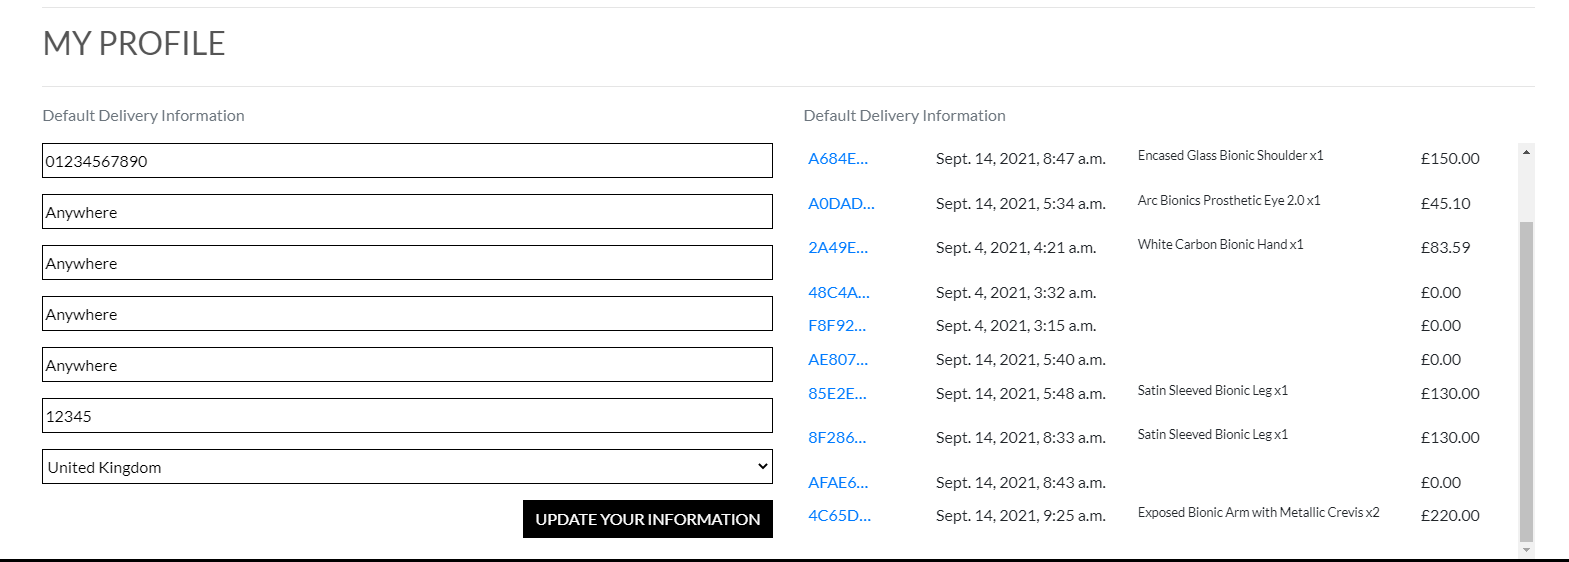 MY PROFILE
Default Delivery Information
01234567890
Anywhere
Anywhere
Anywhere
Anywhere
12345
United Kingdom
UPDATE YOUR INFORMATION
Default Delivery Information
A684E... Sept. 14, 2021, 8:47 a.m. Encased Glass Bionic Shoulder x1 £150.00
A0DAD... Sept. 14, 2021, 5:34 a.m. Arc Bionics Prosthetic Eye 2.0 x1 £45.10
2A49E... Sept. 4, 2021, 4:21 a.m. White Carbon Bionic Hand x1 £83.59
48C4A... Sept. 4, 2021, 3:32 a.m. £0.00
F8F92... Sept. 4, 2021, 3:15 a.m. £0.00
AE807... Sept. 14, 2021, 5:40 a.m. £0.00
85E2E... Sept. 14, 2021, 5:48 a.m. Satin Sleeved Bionic Leg x1 £130.00
8F286... Sept. 14, 2021, 8:33 a.m. Satin Sleeved Bionic Leg x1 £130.00
AFAE6... Sept. 14, 2021, 8:43 a.m. £0.00
4C65D... Sept. 14, 2021, 9:25 a.m. Exposed Bionic Arm with Metallic Crevis x2 £220.00